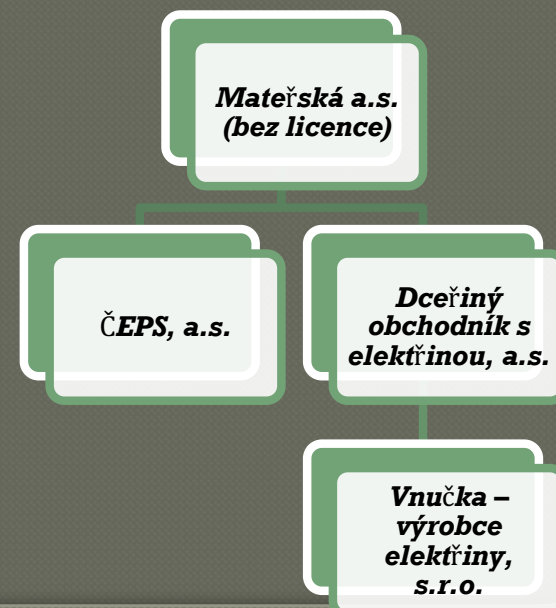 Mateřská a.s.
(bez licence)
ČEPS, a.s.
Dceřiný
obchodník s
elektřinou, a.s.
Vnučka –
výrobce
elektřiny,
s.r.o.